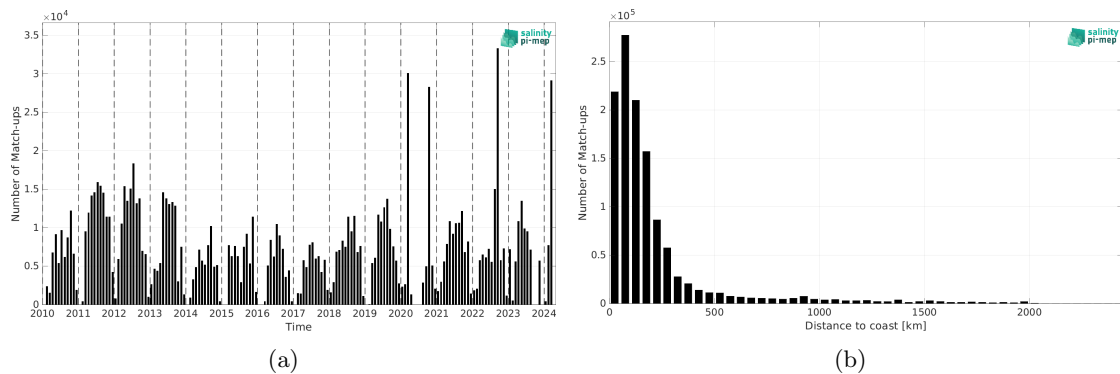 ×10⁴
3.5
3
2.5
2
1.5
1
0.5
0
Number of Match-ups
2010 2011 2012 2013 2014 2015 2016 2017 2018 2019 2020 2021 2022 2023 2024
Time
salinity
pi-mep
(a)
×10⁵
2.5
2
1.5
1
0.5
0
Number of Match-ups
0 500 1000 1500 2000
Distance to coast [km]
salinity
pi-mep
(b)